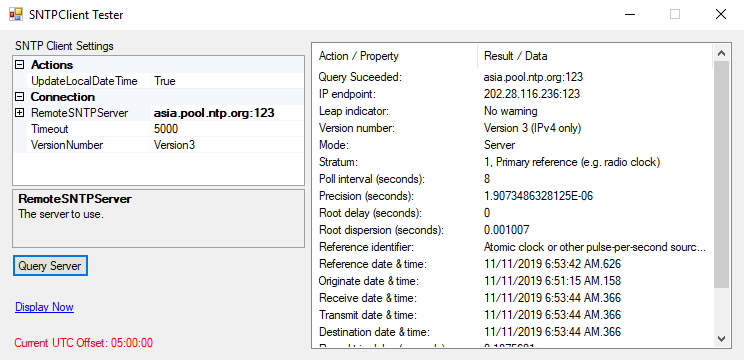 SNTPClient Tester
SNTP Client Settings
Actions
UpdateLocalDateTime True
Connection
RemoteSNTPServer asia.pool.ntp.org:123
Timeout 5000
VersionNumber Version3
RemoteSNTPServer
The server to use.
Query Server
Display Now
Current UTC Offset: 05:00:00
Action / Property Result / Data
Query Suceeded: asia.pool.ntp.org:123
IP endpoint: 202.28.116.236:123
Leap indicator: No warning
Version number: Version 3 (IPv4 only)
Mode: Server
Stratum: 1, Primary reference (e.g. radio clock)
Poll interval (seconds): 8
Precision (seconds): 1.9073486328125E-06
Root delay (seconds): 0
Root dispersion (seconds): 0.001007
Reference identifier: Atomic clock or other pulse-per-second sourc...
Reference date & time: 11/11/2019 6:53:42 AM.626
Originate date & time: 11/11/2019 6:51:15 AM.158
Receive date & time: 11/11/2019 6:53:44 AM.366
Transmit date & time: 11/11/2019 6:53:44 AM.366
Destination date & time: 11/11/2019 6:53:44 AM.366